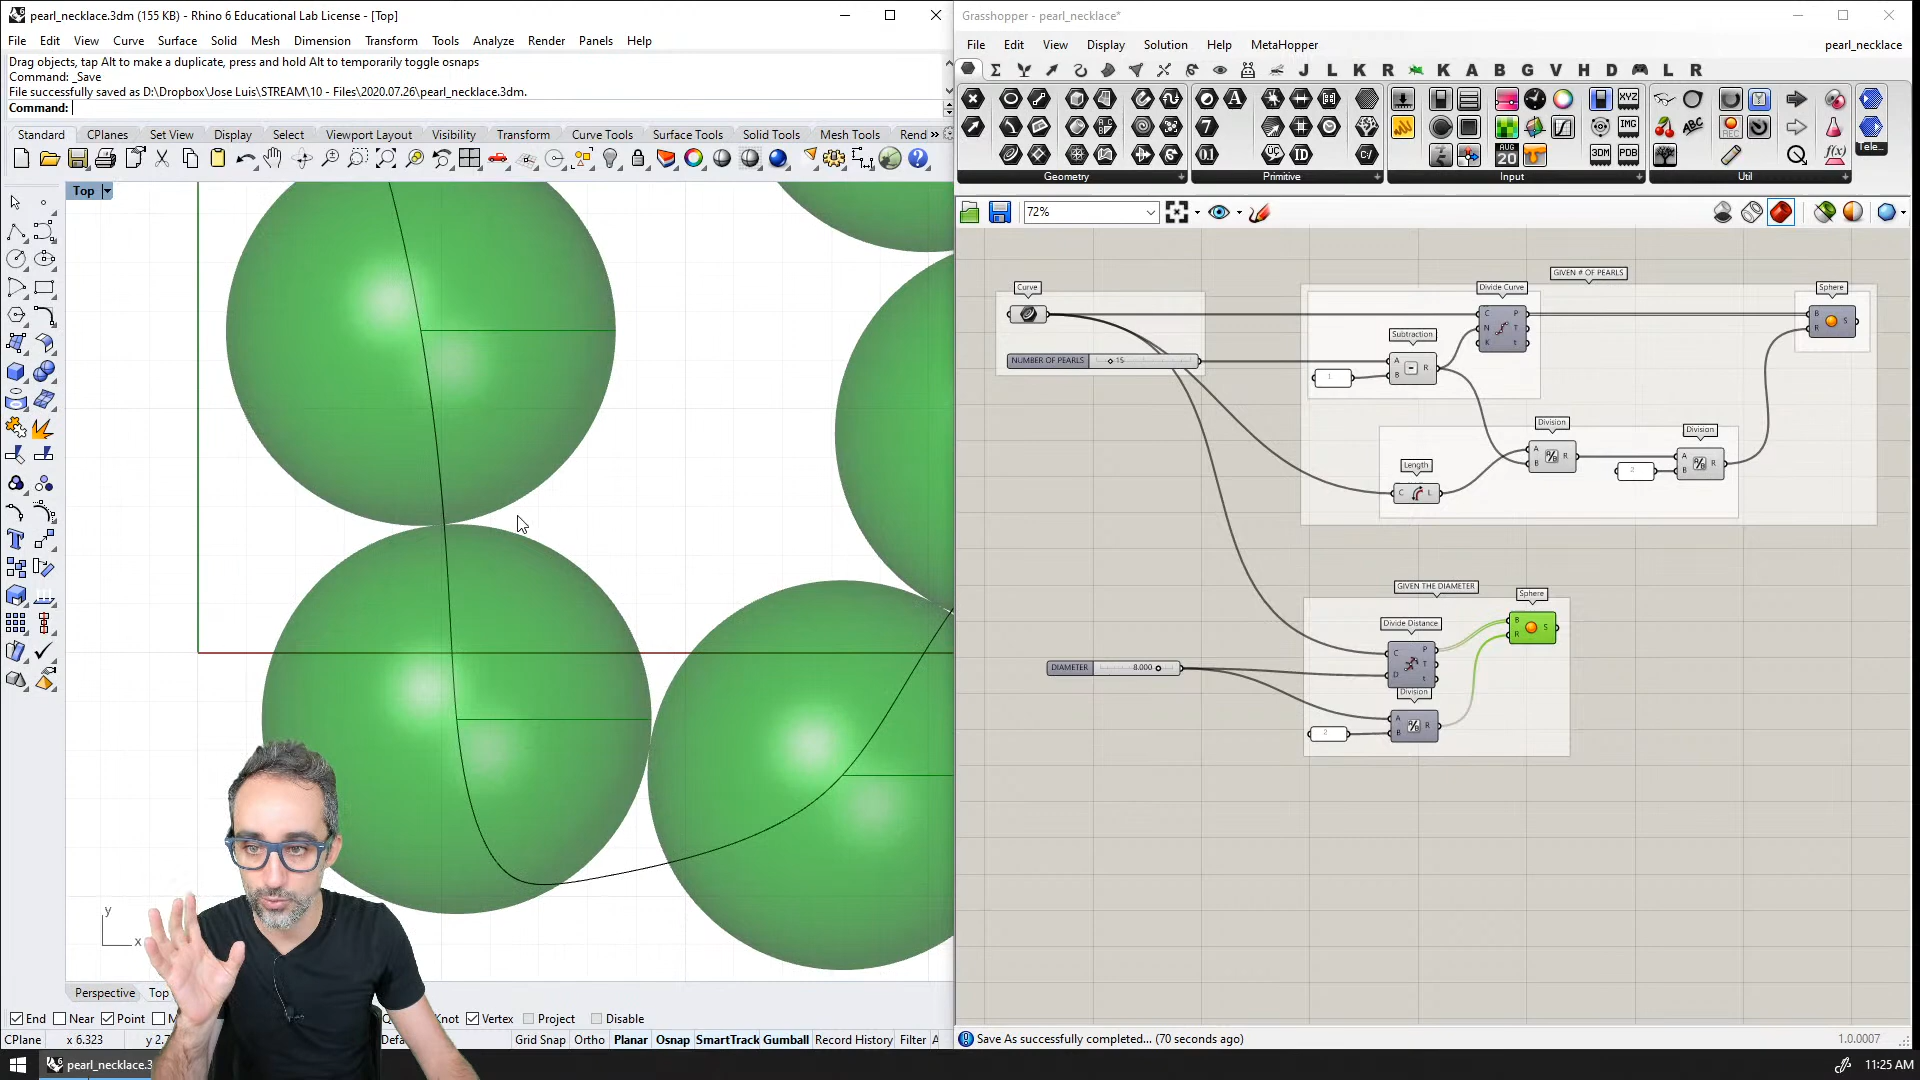 pearl_necklace.3dm (155 KB) - Rhino 6 Educational Lab License - [Top]
File Edit View Curve Surface Solid Mesh Dimension Transform Tools Analyze Render Panels Help
Drag objects, tap Alt to make a duplicate, press and hold Alt to temporarily toggle osnaps
Command: _Save
File successfully saved as D:\Dropbox\Jose Luis\STREAM\10 - Files\2020.07.26\pearl_necklace.3dm.
Command:
Standard CPlanes Set View Display Select Viewport Layout Visibility Transform Curve Tools Surface Tools Solid Tools Mesh Tools Rend »
Top
y
x
Perspective Top
End Near Point Knot Vertex Project Disable
CPlane x 6.323 y 2.7 Defa Grid Snap Ortho Planar Osnap SmartTrack Gumball Record History Filter A
pearl_necklace.3
Grasshopper - pearl_necklace*
File Edit View Display Solution Help MetaHopper pearl_necklace
J L K R K A B G V H D L R
Geometry Primitive Input Util
Tele...
72%
GIVEN # OF PEARLS
Curve
Divide Curve
Sphere
C P
N T
K t
B S
R
NUMBER OF PEARLS 15
Subtraction
A R
B
1
Division
A R
B
Division
2
A R
B
Length
C L
GIVEN THE DIAMETER
Sphere
B S
R
Divide Distance
C P
T
D t
DIAMETER 8.000
Division
A R
B
2
Save As successfully completed... (70 seconds ago)
1.0.0007
11:25 AM